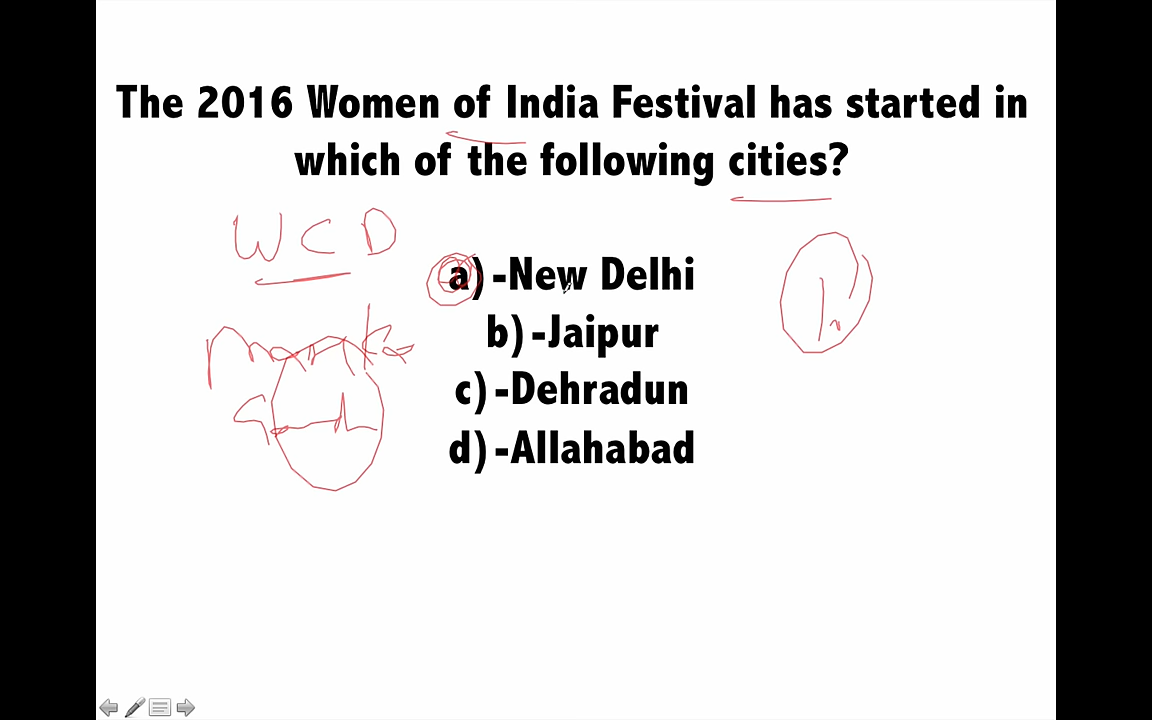 The 2016 Women of India Festival has started in
which of the following cities?
WCD
a)-New Delhi
b)-Jaipur
c)-Dehradun
d)-Allahabad